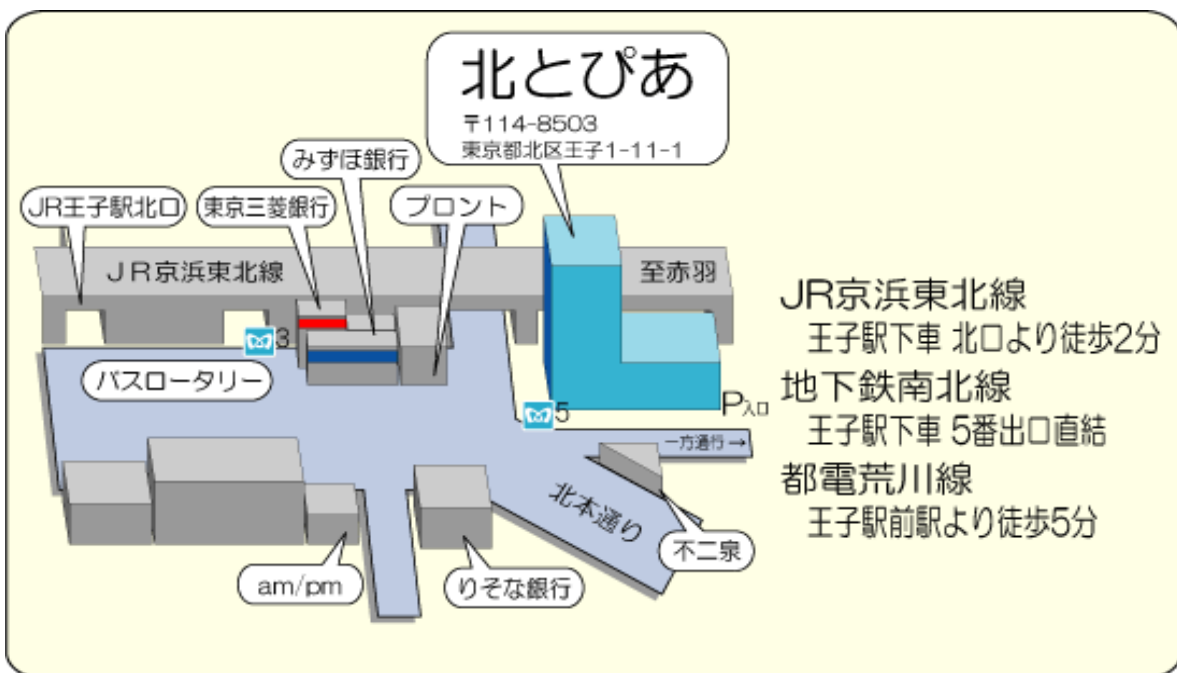 北とぴあ
〒114-8503
東京都北区王子1-11-1
みずほ銀行
JR王子駅北口
東京三菱銀行
プロント
JR京浜東北線
至赤羽
3
バスロータリー
5
P入口
一方通行→
北本通り
不二泉
am/pm
りそな銀行
JR京浜東北線
王子駅下車 北口より徒歩2分
地下鉄南北線
王子駅下車 5番出口直結
都電荒川線
王子駅前駅より徒歩5分